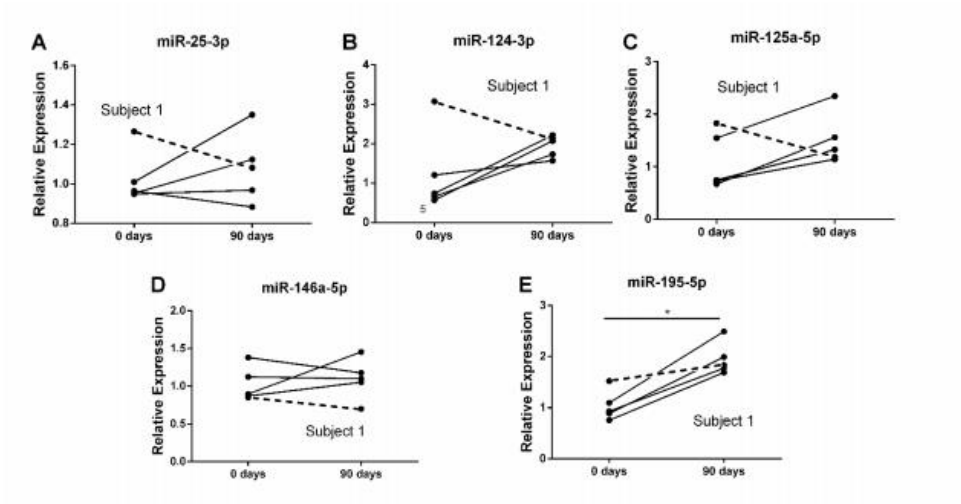 A
miR-25-3p
Relative Expression
1.6
1.4
1.2
1.0
0.8
Subject 1
0 days
90 days
B
miR-124-3p
Relative Expression
4
3
2
1
0
Subject 1
5
0 days
90 days
C
miR-125a-5p
Relative Expression
3
2
1
0
Subject 1
0 days
90 days
D
miR-146a-5p
Relative Expression
2.0
1.5
1.0
0.5
0.0
Subject 1
0 days
90 days
E
miR-195-5p
Relative Expression
3
2
1
0
*
Subject 1
0 days
90 days